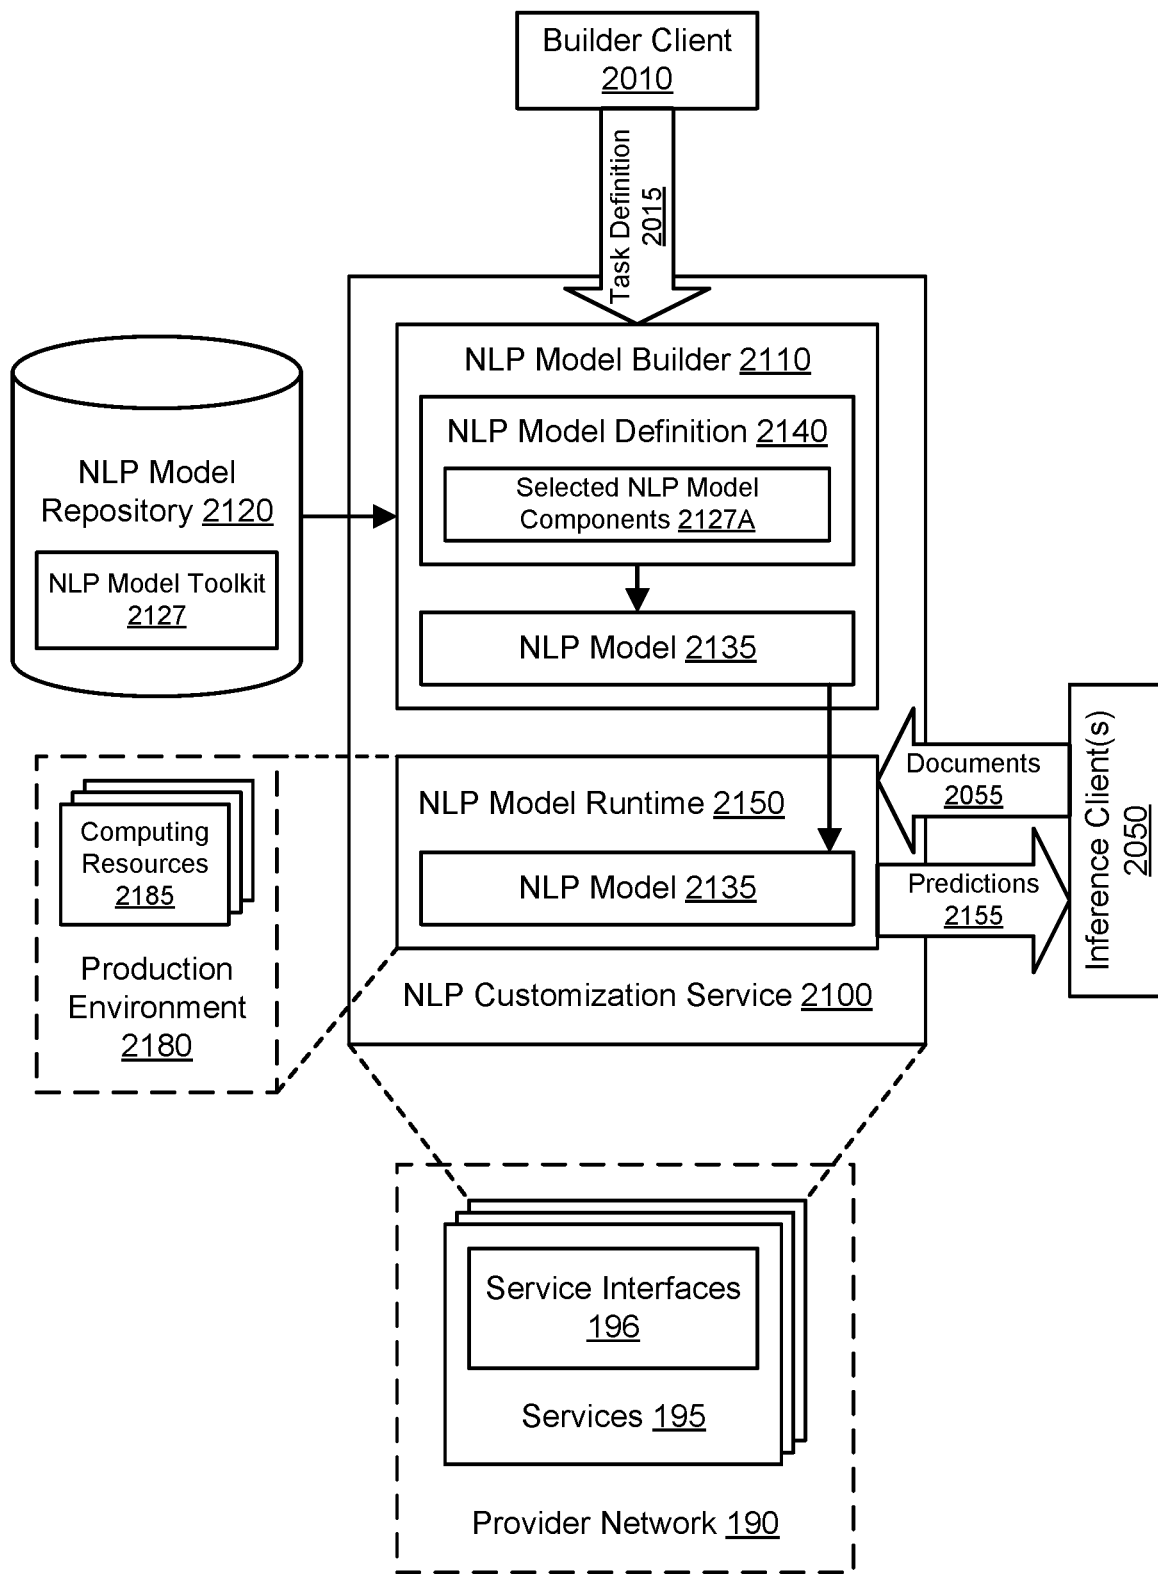 Builder Client
2010
Task Definition
2015
NLP Model Builder 2110
NLP Model Definition 2140
Selected NLP Model
Components 2127A
NLP Model
Repository 2120
NLP Model Toolkit
2127
NLP Model 2135
Documents
2055
Inference Client(s)
2050
NLP Model Runtime 2150
Computing
Resources
2185
NLP Model 2135
Predictions
2155
Production
Environment
2180
NLP Customization Service 2100
Service Interfaces
196
Services 195
Provider Network 190